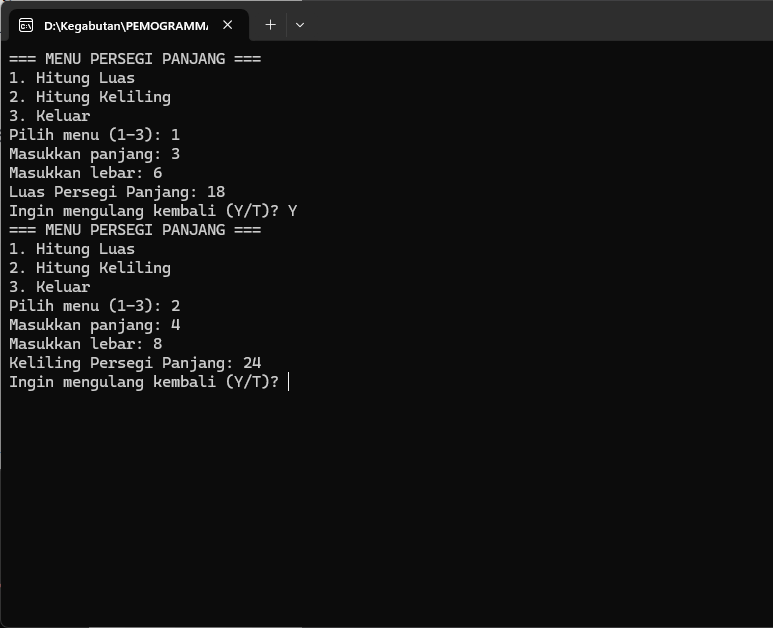 D:\Kegabutan\PEMOGRAMMA
=== MENU PERSEGI PANJANG ===
1. Hitung Luas
2. Hitung Keliling
3. Keluar
Pilih menu (1-3): 1
Masukkan panjang: 3
Masukkan lebar: 6
Luas Persegi Panjang: 18
Ingin mengulang kembali (Y/T)? Y
=== MENU PERSEGI PANJANG ===
1. Hitung Luas
2. Hitung Keliling
3. Keluar
Pilih menu (1-3): 2
Masukkan panjang: 4
Masukkan lebar: 8
Keliling Persegi Panjang: 24
Ingin mengulang kembali (Y/T)?